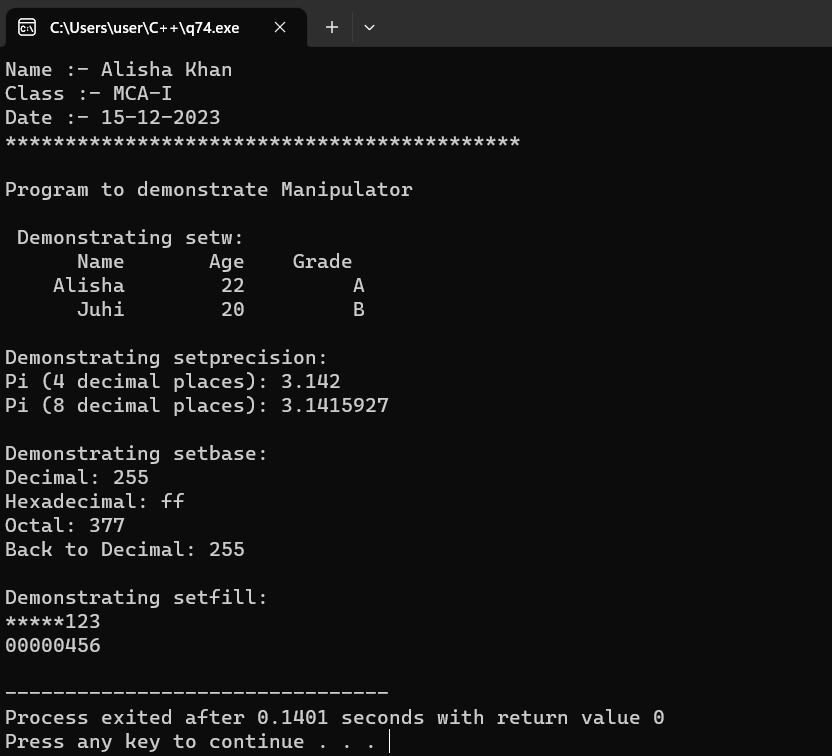 C:\Users\user\C++\q74.exe
Name :- Alisha Khan
Class :- MCA-I
Date :- 15-12-2023
*******************************************

Program to demonstrate Manipulator

 Demonstrating setw:
      Name       Age    Grade
    Alisha        22         A
      Juhi        20         B

Demonstrating setprecision:
Pi (4 decimal places): 3.142
Pi (8 decimal places): 3.1415927

Demonstrating setbase:
Decimal: 255
Hexadecimal: ff
Octal: 377
Back to Decimal: 255

Demonstrating setfill:
*****123
00000456

--------------------------------
Process exited after 0.1401 seconds with return value 0
Press any key to continue . . .